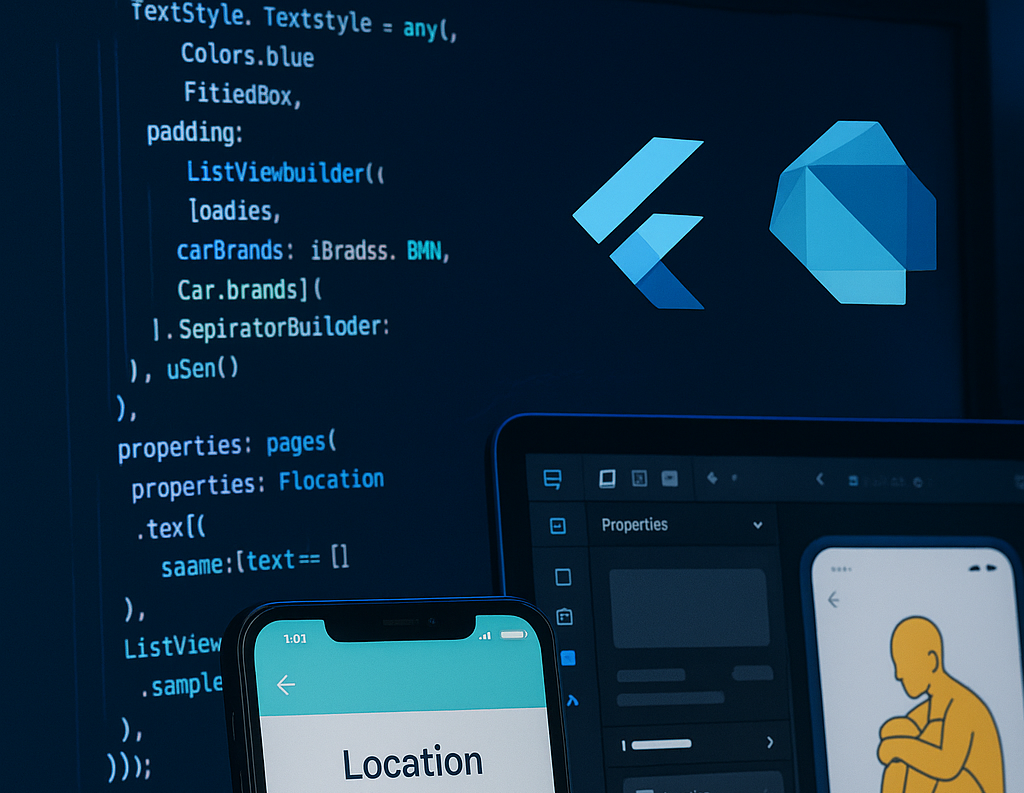 TextStyle. Textstyle = any(,
Colors.blue
FitiedBox,
padding:
ListViewbuilder((
loadies,
carBrands: iBradss. BMN,
Car.brands](
].SepiratorBuiloder:
), uSen()
),
properties: pages(
properties: Flocation
.tex[(
saame:[text== []
),
ListView
.sample
),
)));
Properties
1:01
Location